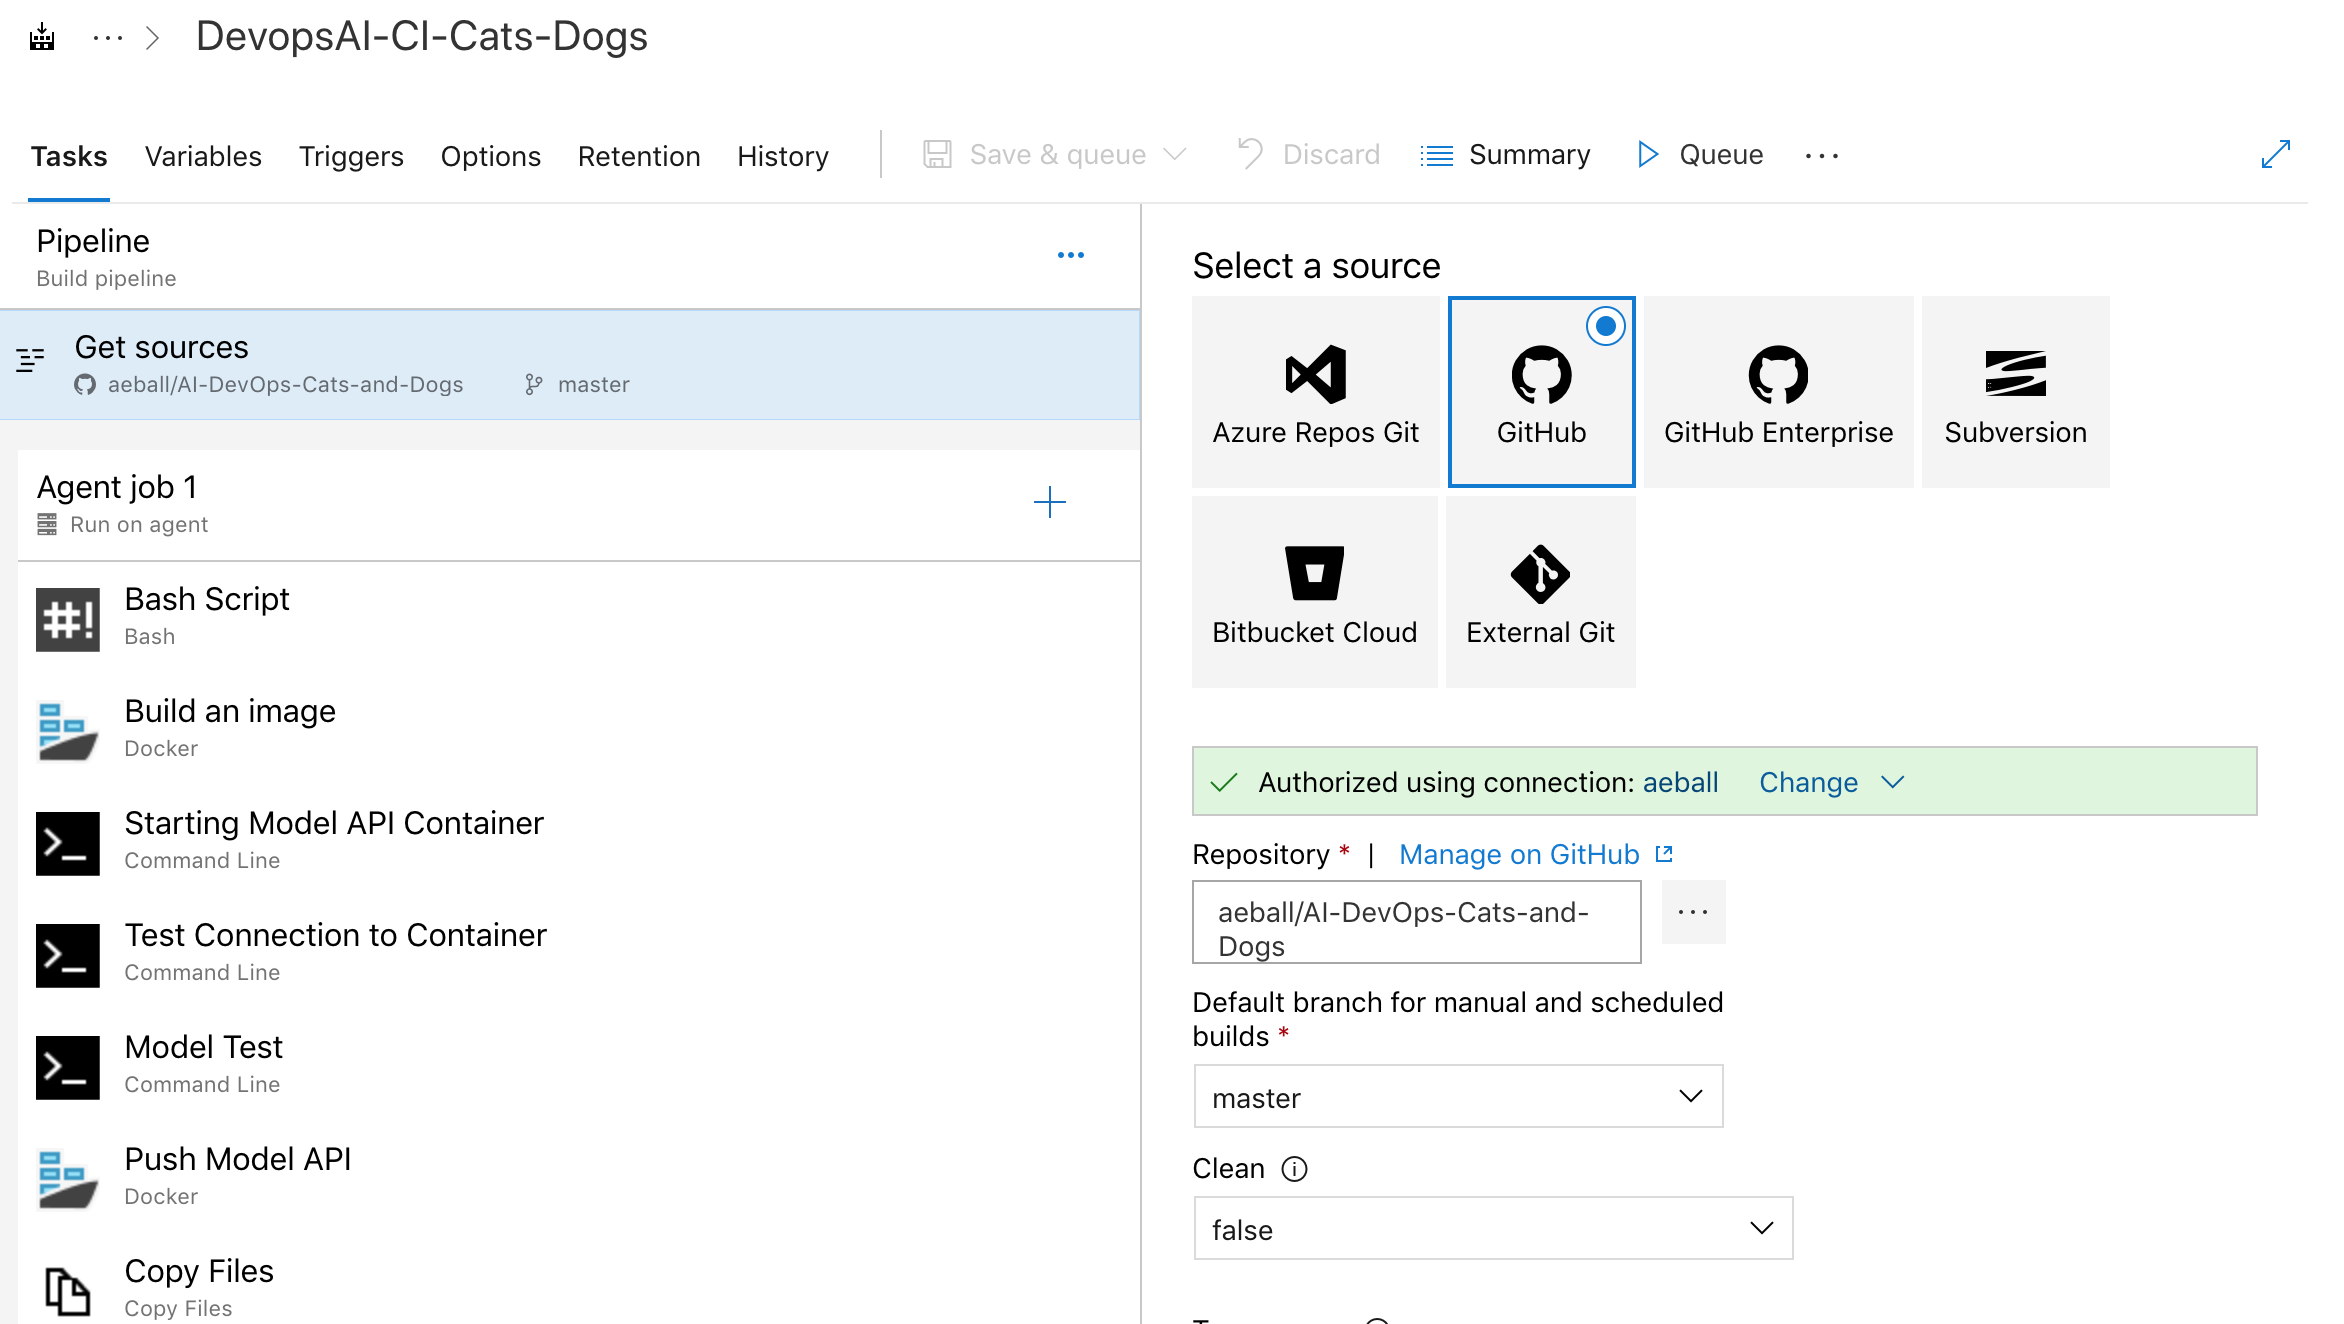 DevopsAI-CI-Cats-Dogs
Tasks Variables Triggers Options Retention History Save & queue Discard Summary Queue
Pipeline
Build pipeline
Get sources
aeball/AI-DevOps-Cats-and-Dogs master
Agent job 1
Run on agent
#! Bash Script
Bash
Build an image
Docker
Starting Model API Container
Command Line
Test Connection to Container
Command Line
Model Test
Command Line
Push Model API
Docker
Copy Files
Copy Files
Select a source
Azure Repos Git
GitHub
GitHub Enterprise
Subversion
Bitbucket Cloud
External Git
Authorized using connection: aeball Change
Repository * | Manage on GitHub
aeball/AI-DevOps-Cats-and-
Dogs
Default branch for manual and scheduled
builds *
master
Clean
false